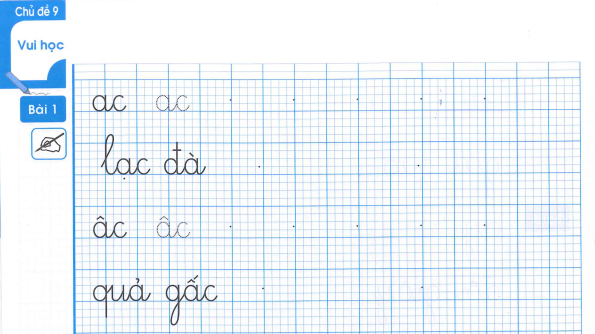 Chủ đề 9
Vui học
Bài 1
ac ac
lạc đà
âc âc
quả gấc